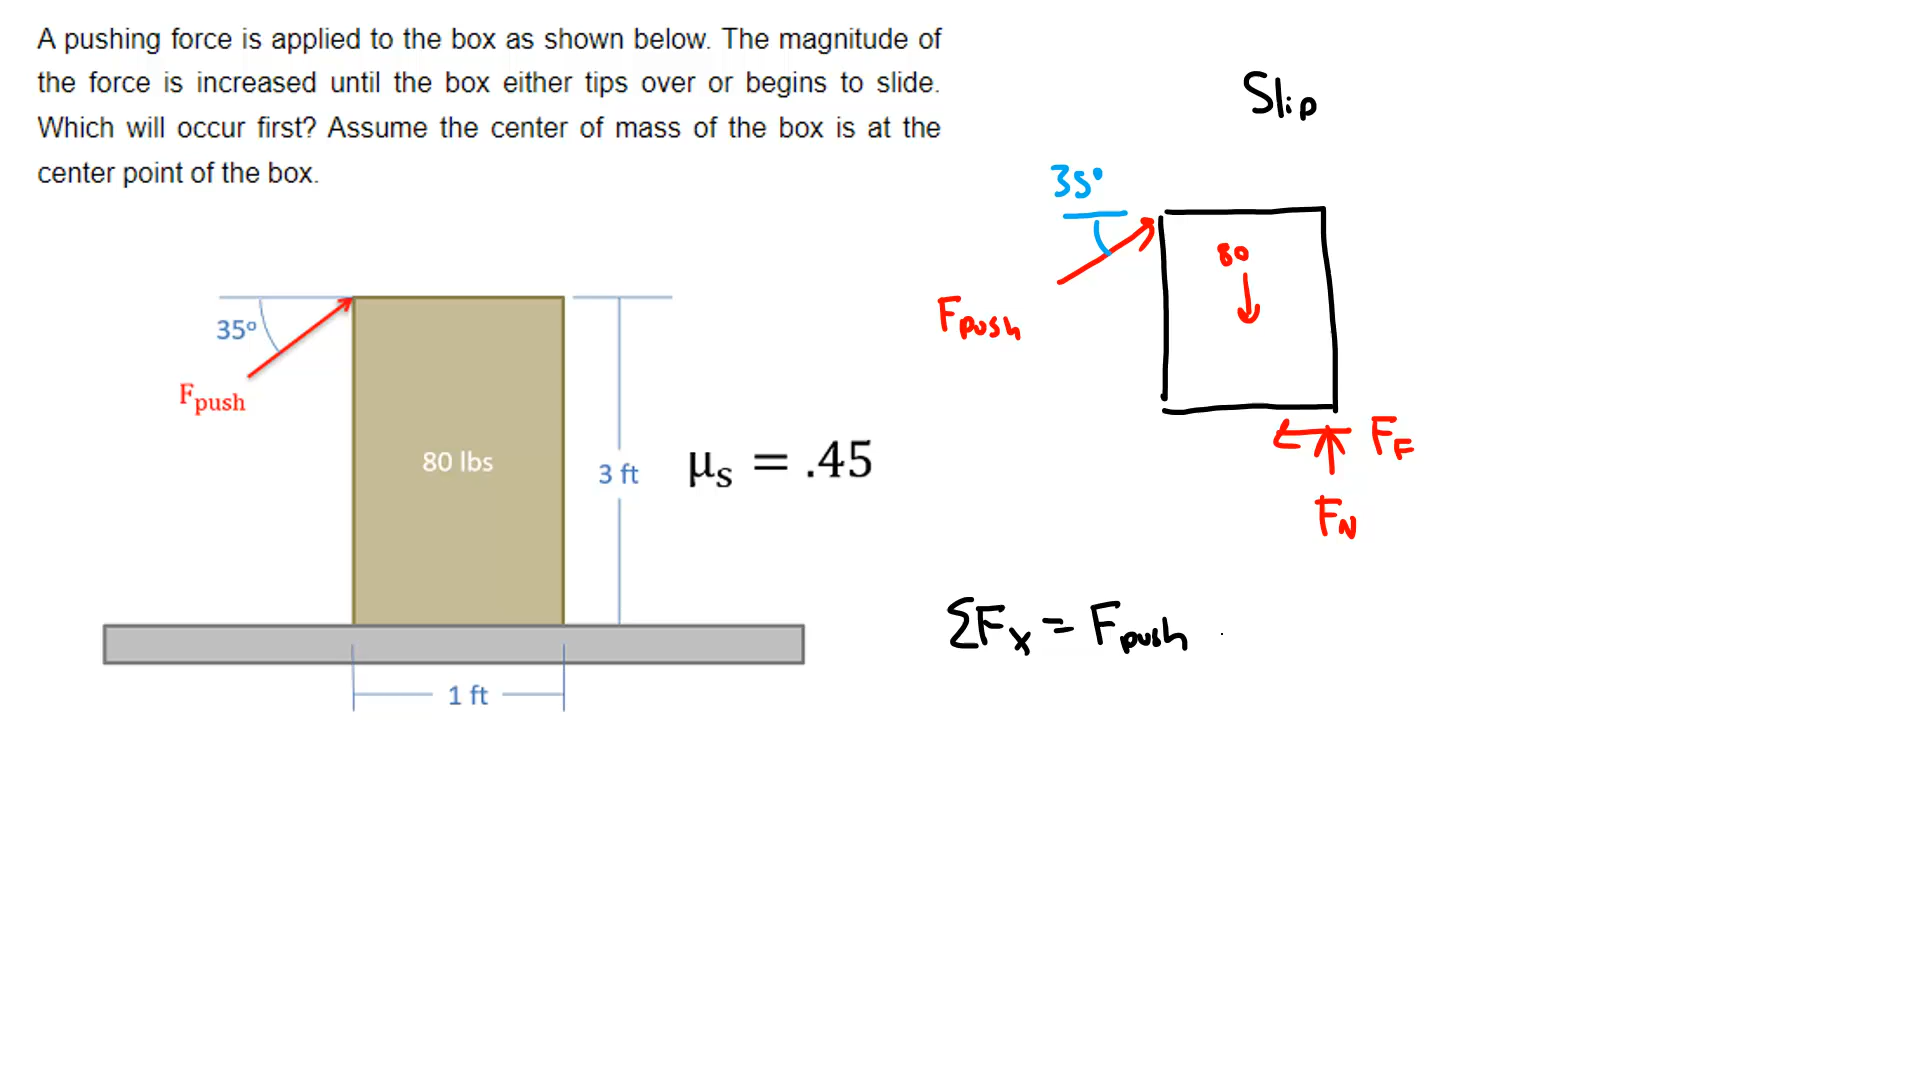 A pushing force is applied to the box as shown below. The magnitude of
the force is increased until the box either tips over or begins to slide.
Which will occur first? Assume the center of mass of the box is at the
center point of the box.
Slip
35°
80
Fpush
FF
FN
35°
Fpush
80 lbs
3 ft
μs = .45
1 ft
ΣFx = Fpush